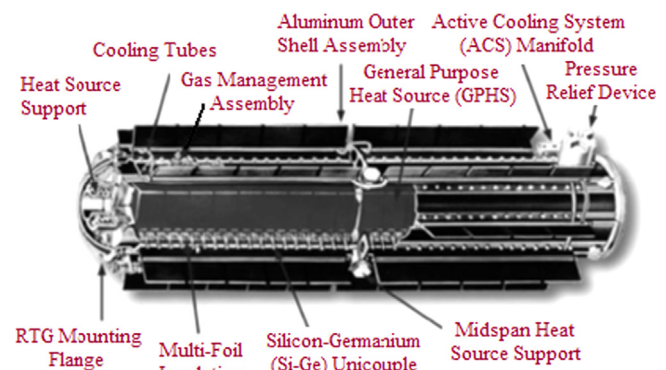 Aluminum Outer
Shell Assembly
Active Cooling System
(ACS) Manifold
Cooling Tubes
General Purpose
Heat Source (GPHS)
Pressure
Relief Device
Heat Source
Support
Gas Management
Assembly
RTG Mounting
Flange
Multi-Foil
Silicon-Germanium
(Si-Ge) Unicouple
Midspan Heat
Source Support